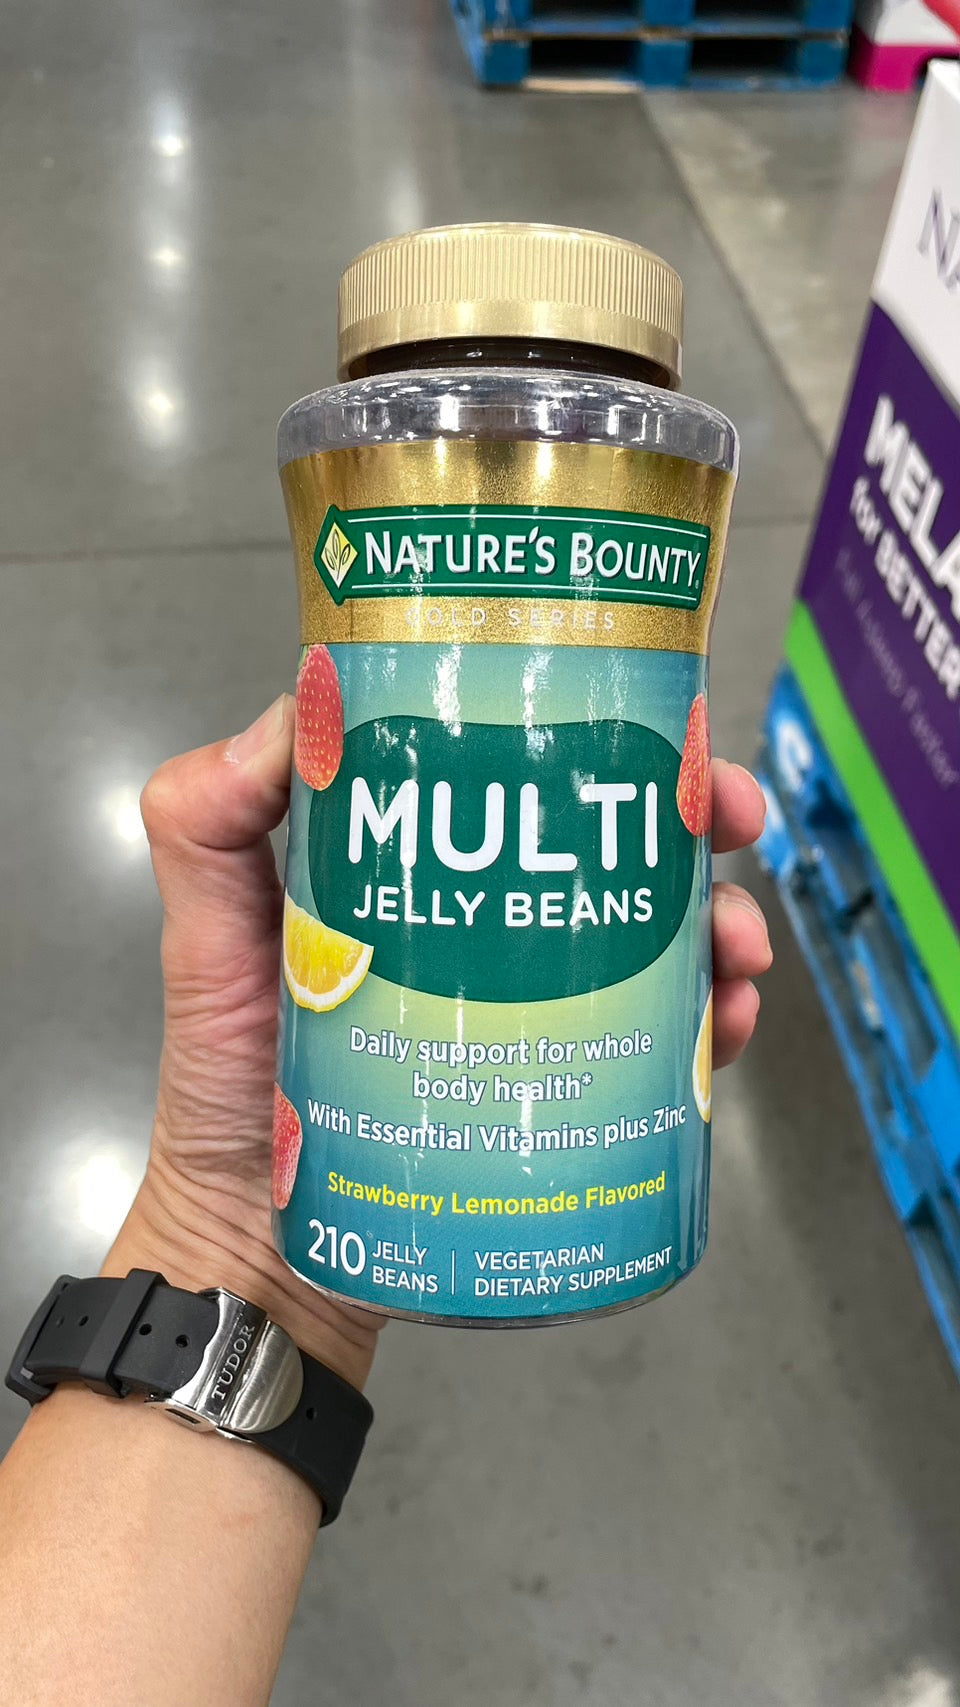 NATURE'S BOUNTY®
GOLD SERIES
MULTI
JELLY BEANS
Daily support for whole
body health*
With Essential Vitamins plus Zinc
Strawberry Lemonade Flavored
210 JELLY
BEANS
VEGETARIAN
DIETARY SUPPLEMENT
TUDOR
NA
MELA
for BETTER